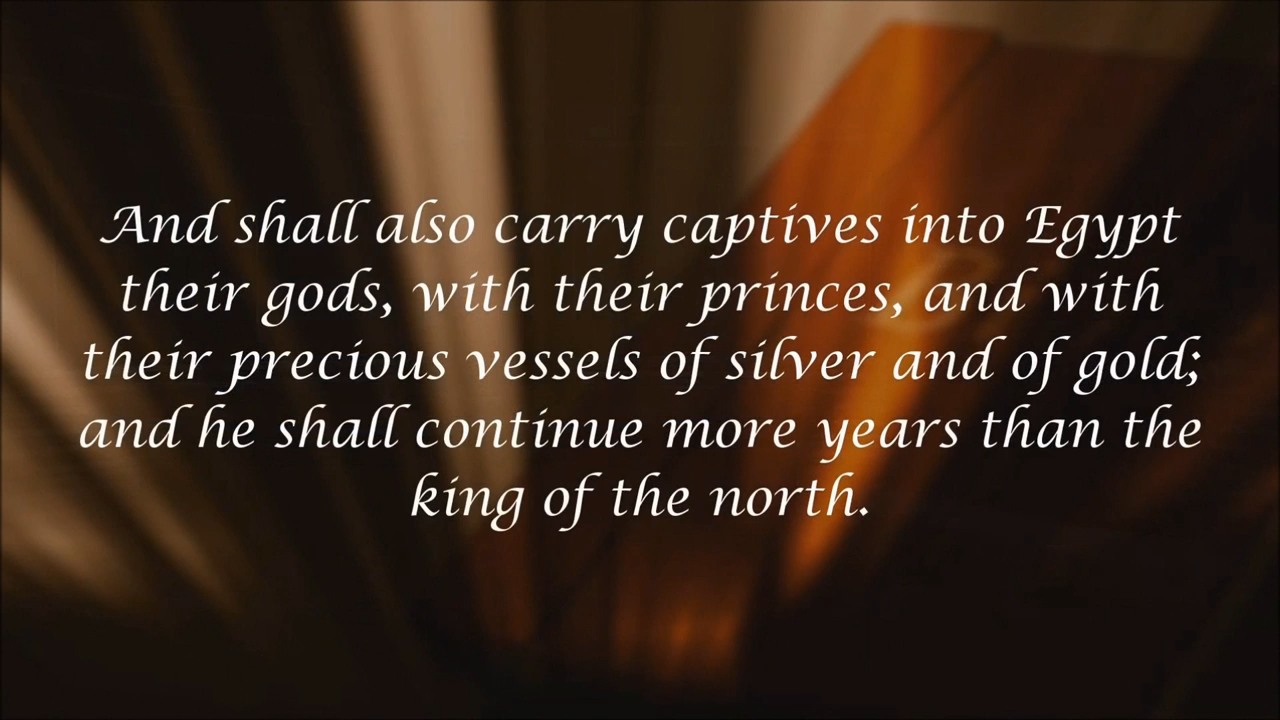 And shall also carry captives into Egypt
their gods, with their princes, and with
their precious vessels of silver and of gold;
and he shall continue more years than the
king of the north.